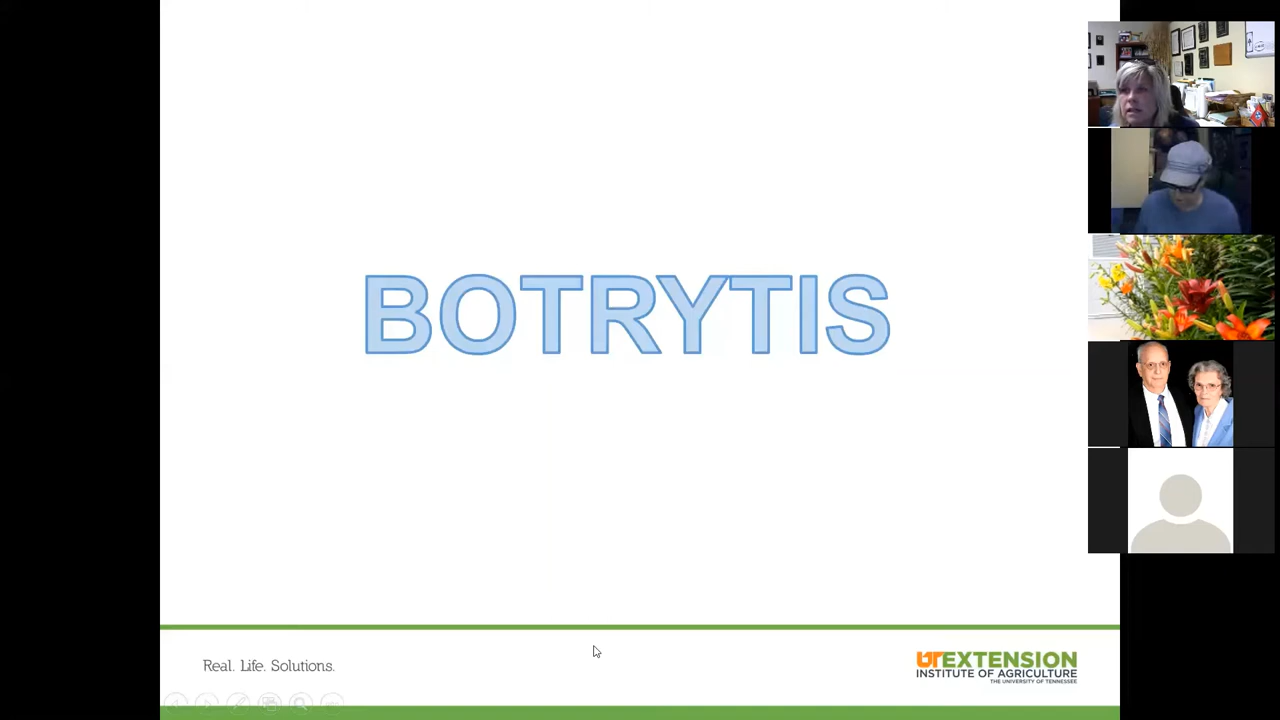 BOTRYTIS
Real. Life. Solutions.
UTEXTENSION
INSTITUTE OF AGRICULTURE
THE UNIVERSITY OF TENNESSEE